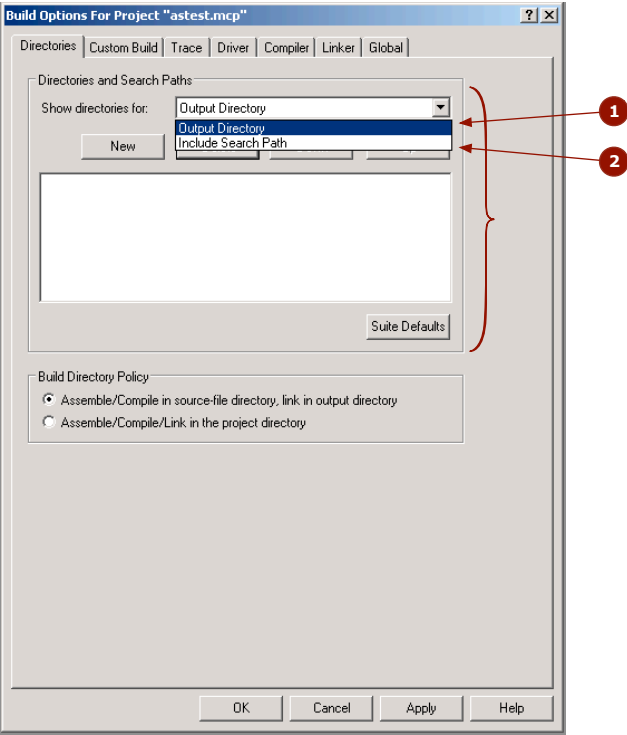 Build Options For Project "astest.mcp"
Directories Custom Build Trace Driver Compiler Linker Global
Directories and Search Paths
Show directories for: Output Directory
Output Directory
1
Include Search Path
2
New
Suite Defaults
Build Directory Policy
Assemble/Compile in source-file directory, link in output directory
Assemble/Compile/Link in the project directory
OK Cancel Apply Help